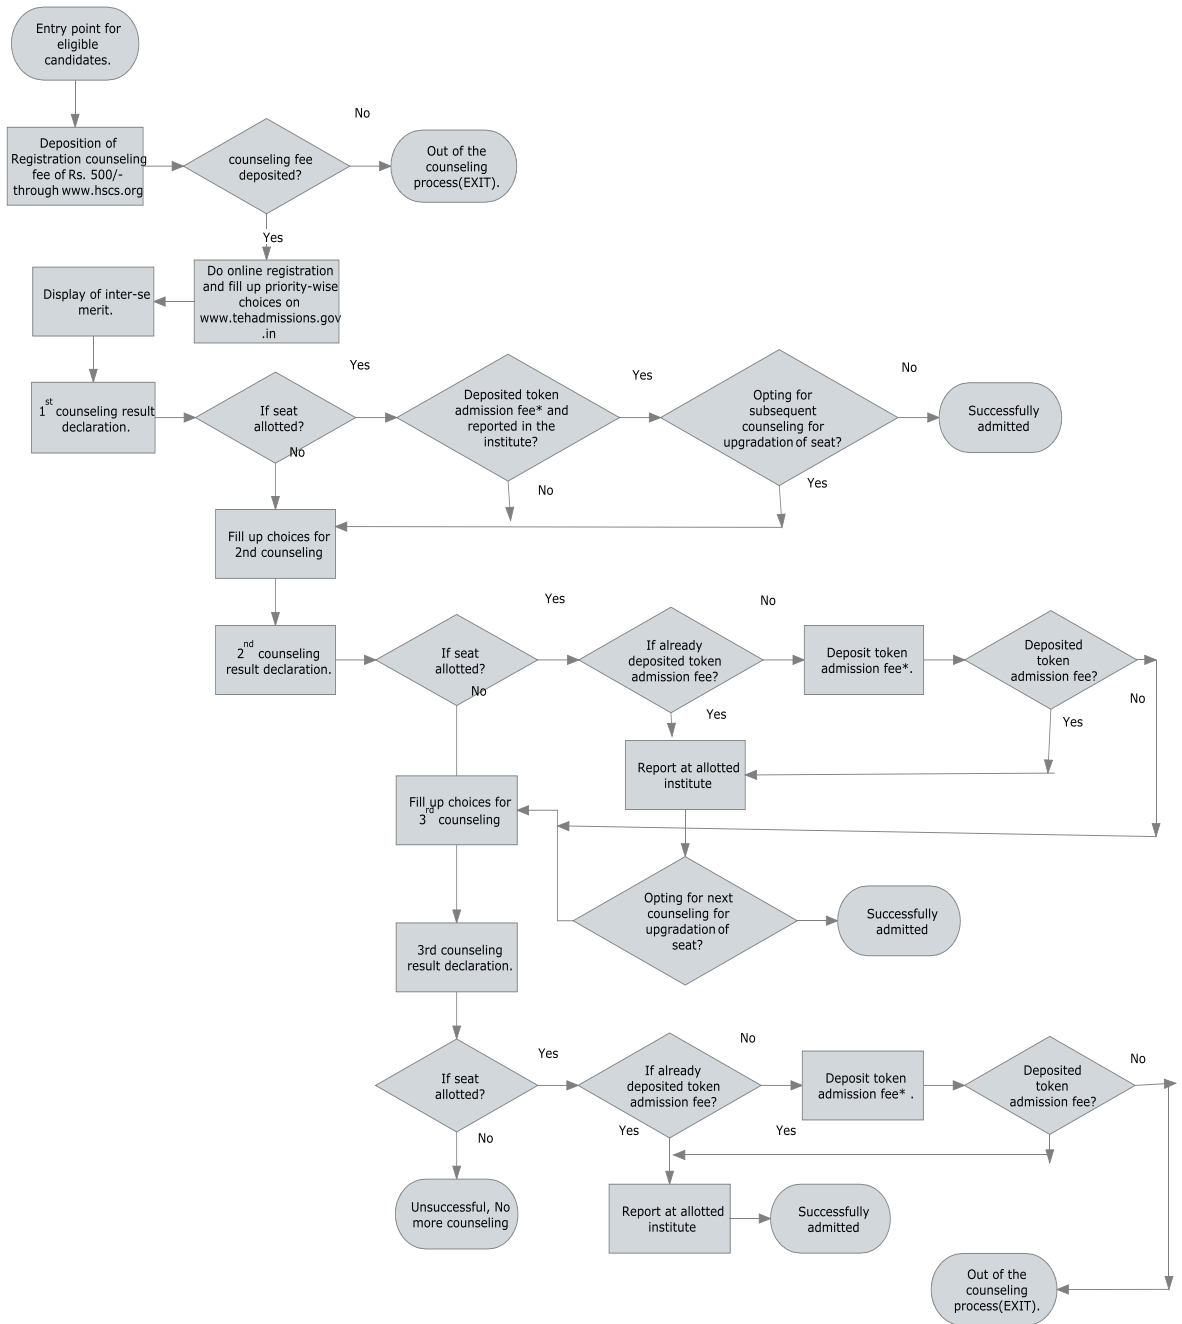 Entry point for
eligible
candidates.
No
Deposition of
Registration counseling
fee of Rs. 500/-
through www.hscs.org
counseling fee
deposited?
Out of the
counseling
process(EXIT).
Yes
Do online registration
and fill up priority-wise
choices on
www.tehadmissions.gov
.in
Display of inter-se
merit.
1st counseling result
declaration.
If seat
allotted?
Yes
Deposited token
admission fee* and
reported in the
institute?
Yes
Opting for
subsequent
counseling for
upgradation of seat?
No
Successfully
admitted
No
No
Yes
Fill up choices for
2nd counseling
2nd counseling
result declaration.
If seat
allotted?
Yes
If already
deposited token
admission fee?
No
Deposit token
admission fee*.
Deposited
token
admission fee?
No
No
Yes
Yes
Report at allotted
institute
Fill up choices for
3rd counseling
Opting for next
counseling for
upgradation of
seat?
Successfully
admitted
3rd counseling
result declaration.
If seat
allotted?
Yes
If already
deposited token
admission fee?
No
Deposit token
admission fee* .
Deposited
token
admission fee?
No
No
Yes
Yes
Unsuccessful, No
more counseling
Report at allotted
institute
Successfully
admitted
Out of the
counseling
process(EXIT).